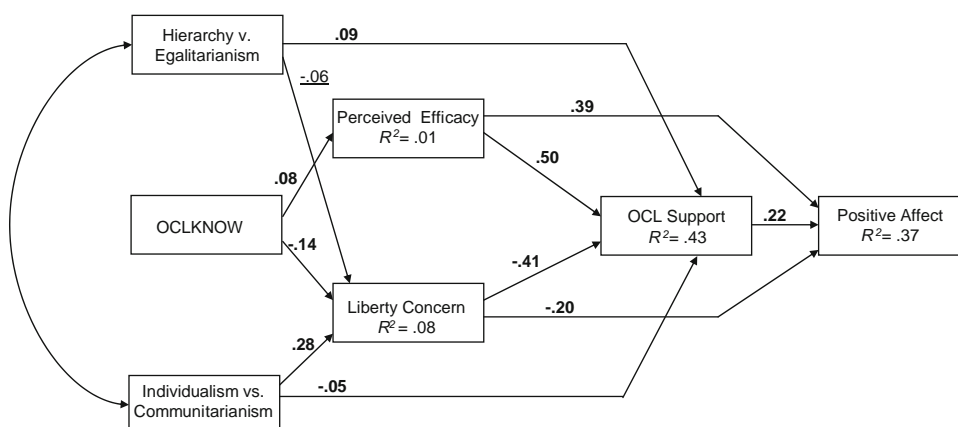 Hierarchy v.
Egalitarianism
.09
-.06
Perceived Efficacy
R² = .01
.39
.08
.50
OCLKNOW
OCL Support
R² = .43
.22
Positive Affect
R² = .37
-.14
-.41
Liberty Concern
R² = .08
-.20
.28
-.05
Individualism vs.
Communitarianism